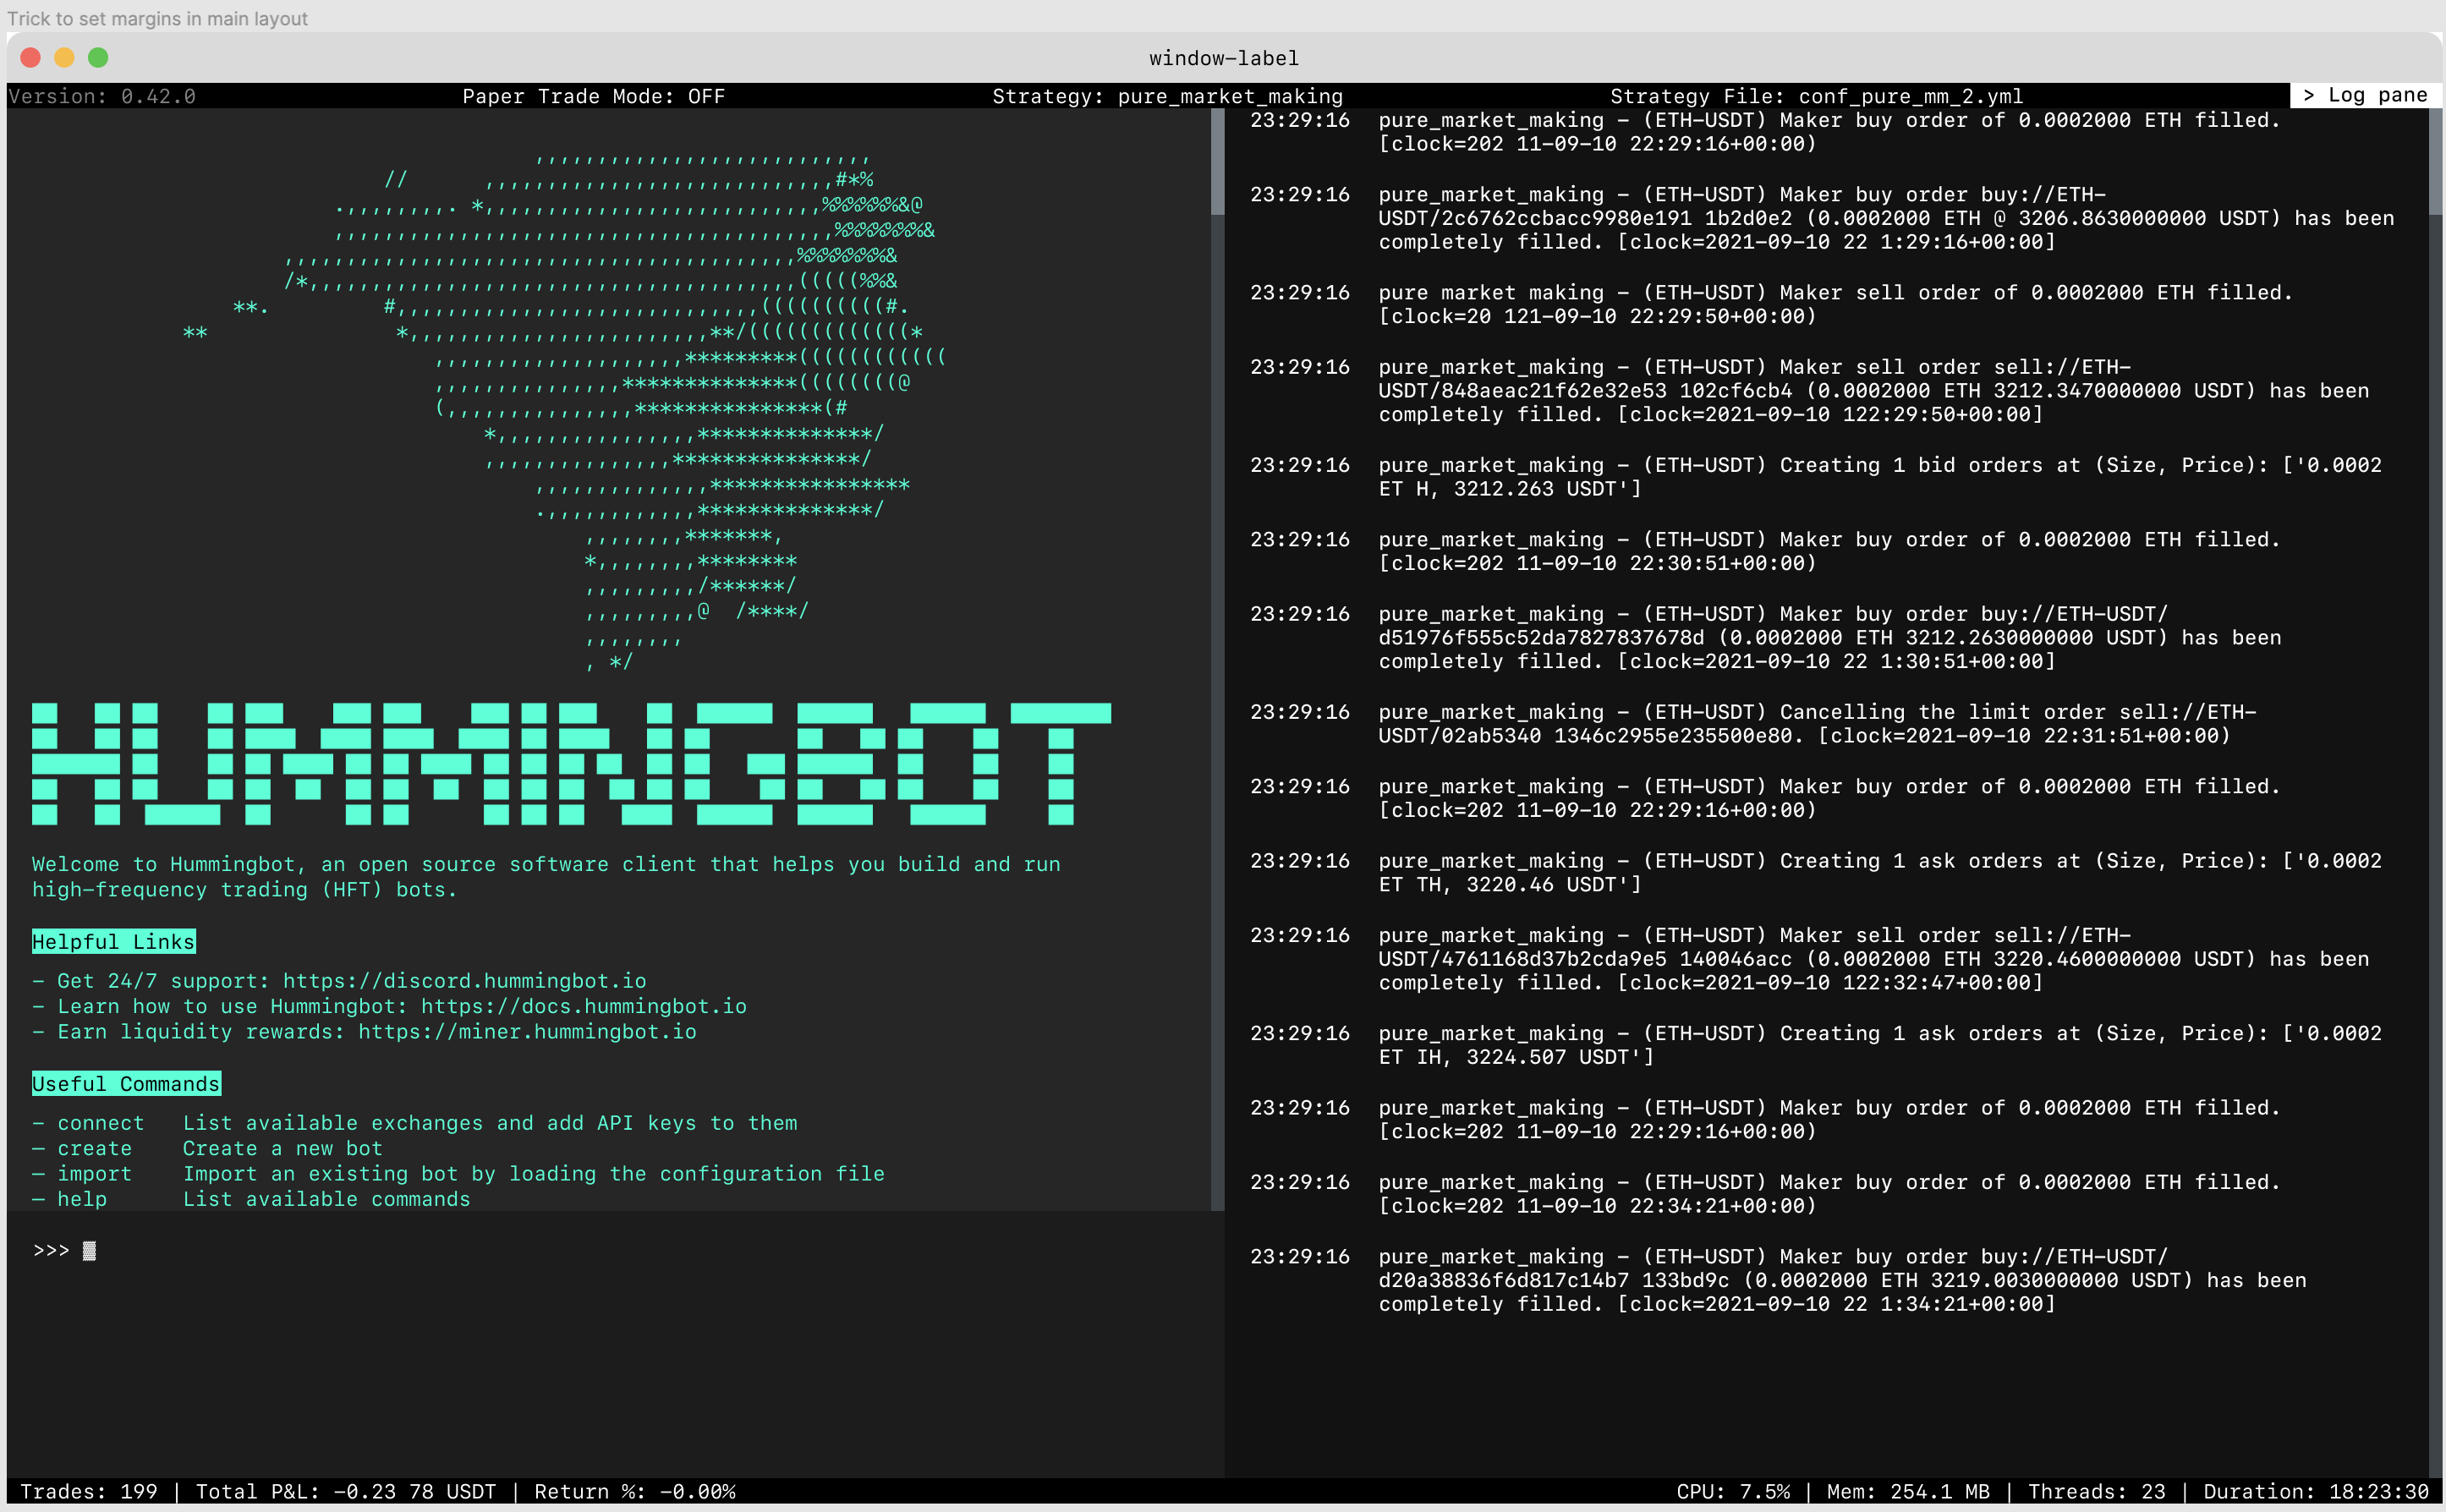 Trick to set margins in main layout
window-label
Version: 0.42.0 Paper Trade Mode: OFF Strategy: pure_market_making Strategy File: conf_pure_mm_2.yml > Log pane
HUMMINGBOT
Welcome to Hummingbot, an open source software client that helps you build and run
high-frequency trading (HFT) bots.
Helpful Links
- Get 24/7 support: https://discord.hummingbot.io
- Learn how to use Hummingbot: https://docs.hummingbot.io
- Earn liquidity rewards: https://miner.hummingbot.io
Useful Commands
- connect List available exchanges and add API keys to them
- create Create a new bot
- import Import an existing bot by loading the configuration file
- help List available commands
>>>
23:29:16 pure_market_making - (ETH-USDT) Maker buy order of 0.0002000 ETH filled.
[clock=202 11-09-10 22:29:16+00:00)
23:29:16 pure_market_making - (ETH-USDT) Maker buy order buy://ETH-
USDT/2c6762ccbacc9980e191 1b2d0e2 (0.0002000 ETH @ 3206.8630000000 USDT) has been
completely filled. [clock=2021-09-10 22 1:29:16+00:00]
23:29:16 pure market making - (ETH-USDT) Maker sell order of 0.0002000 ETH filled.
[clock=20 121-09-10 22:29:50+00:00)
23:29:16 pure_market_making - (ETH-USDT) Maker sell order sell://ETH-
USDT/848aeac21f62e32e53 102cf6cb4 (0.0002000 ETH 3212.3470000000 USDT) has been
completely filled. [clock=2021-09-10 122:29:50+00:00]
23:29:16 pure_market_making - (ETH-USDT) Creating 1 bid orders at (Size, Price): ['0.0002
ET H, 3212.263 USDT']
23:29:16 pure_market_making - (ETH-USDT) Maker buy order of 0.0002000 ETH filled.
[clock=202 11-09-10 22:30:51+00:00)
23:29:16 pure_market_making - (ETH-USDT) Maker buy order buy://ETH-USDT/
d51976f555c52da7827837678d (0.0002000 ETH 3212.2630000000 USDT) has been
completely filled. [clock=2021-09-10 22 1:30:51+00:00]
23:29:16 pure_market_making - (ETH-USDT) Cancelling the limit order sell://ETH-
USDT/02ab5340 1346c2955e235500e80. [clock=2021-09-10 22:31:51+00:00)
23:29:16 pure_market_making - (ETH-USDT) Maker buy order of 0.0002000 ETH filled.
[clock=202 11-09-10 22:29:16+00:00)
23:29:16 pure_market_making - (ETH-USDT) Creating 1 ask orders at (Size, Price): ['0.0002
ET TH, 3220.46 USDT']
23:29:16 pure_market_making - (ETH-USDT) Maker sell order sell://ETH-
USDT/4761168d37b2cda9e5 140046acc (0.0002000 ETH 3220.4600000000 USDT) has been
completely filled. [clock=2021-09-10 122:32:47+00:00]
23:29:16 pure_market_making - (ETH-USDT) Creating 1 ask orders at (Size, Price): ['0.0002
ET IH, 3224.507 USDT']
23:29:16 pure_market_making - (ETH-USDT) Maker buy order of 0.0002000 ETH filled.
[clock=202 11-09-10 22:29:16+00:00)
23:29:16 pure_market_making - (ETH-USDT) Maker buy order of 0.0002000 ETH filled.
[clock=202 11-09-10 22:34:21+00:00)
23:29:16 pure_market_making - (ETH-USDT) Maker buy order buy://ETH-USDT/
d20a38836f6d817c14b7 133bd9c (0.0002000 ETH 3219.0030000000 USDT) has been
completely filled. [clock=2021-09-10 22 1:34:21+00:00]
Trades: 199 | Total P&L: -0.23 78 USDT | Return %: -0.00% CPU: 7.5% | Mem: 254.1 MB | Threads: 23 | Duration: 18:23:30